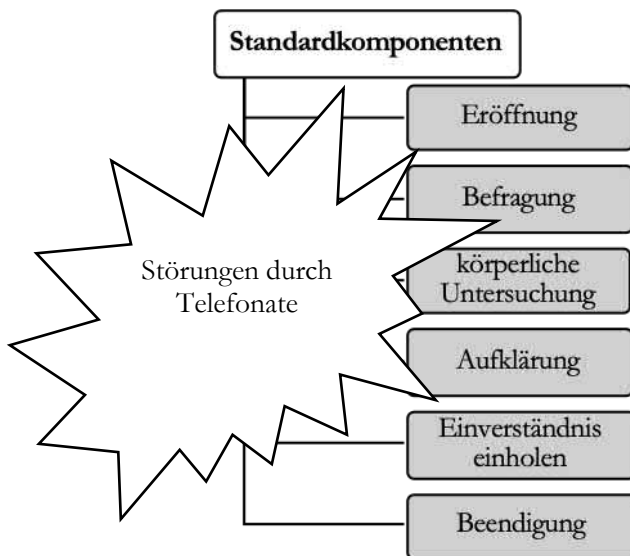 Standardkomponenten
Eröffnung
Befragung
Störungen durch
Telefonate
körperliche
Untersuchung
Aufklärung
Einverständnis
einholen
Beendigung